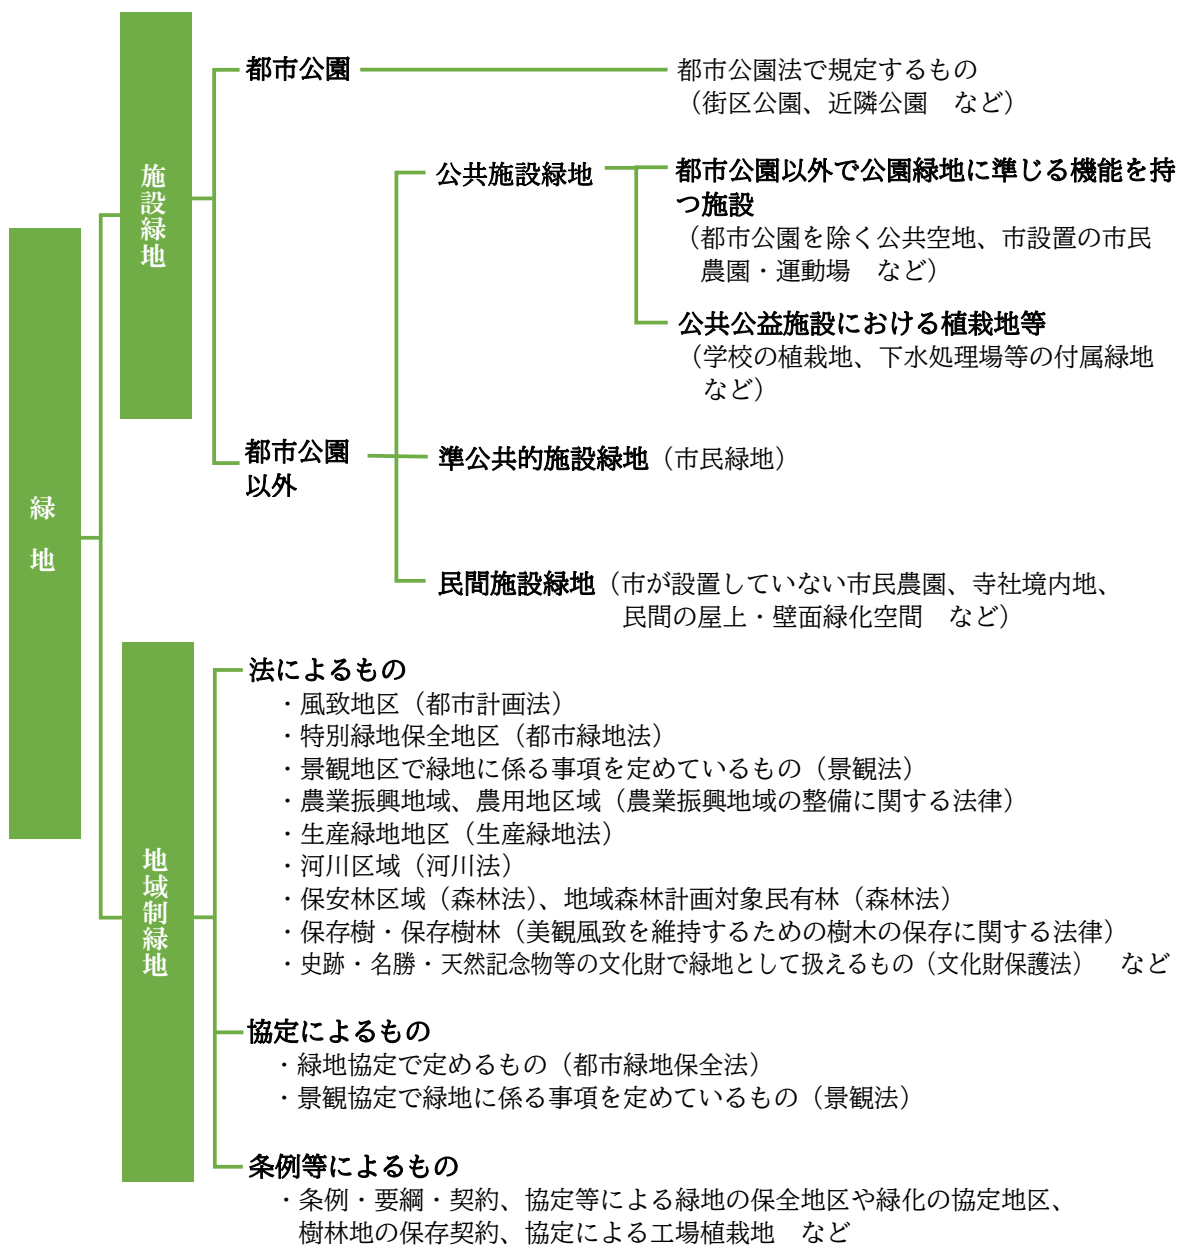 緑 地
施設緑地
都市公園
都市公園法で規定するもの
（街区公園、近隣公園　など）
都市公園
以外
公共施設緑地
都市公園以外で公園緑地に準じる機能を持
つ施設
（都市公園を除く公共空地、市設置の市民
農園・運動場　など）
公共公益施設における植栽地等
（学校の植栽地、下水処理場等の付属緑地
など）
準公共的施設緑地（市民緑地）
民間施設緑地（市が設置していない市民農園、寺社境内地、
民間の屋上・壁面緑化空間　など）
地域制緑地
法によるもの
・風致地区（都市計画法）
・特別緑地保全地区（都市緑地法）
・景観地区で緑地に係る事項を定めているもの（景観法）
・農業振興地域、農用地区域（農業振興地域の整備に関する法律）
・生産緑地地区（生産緑地法）
・河川区域（河川法）
・保安林区域（森林法）、地域森林計画対象民有林（森林法）
・保存樹・保存樹林（美観風致を維持するための樹木の保存に関する法律）
・史跡・名勝・天然記念物等の文化財で緑地として扱えるもの（文化財保護法）　など
協定によるもの
・緑地協定で定めるもの（都市緑地保全法）
・景観協定で緑地に係る事項を定めているもの（景観法）
条例等によるもの
・条例・要綱・契約、協定等による緑地の保全地区や緑化の協定地区、
樹林地の保存契約、協定による工場植栽地　など